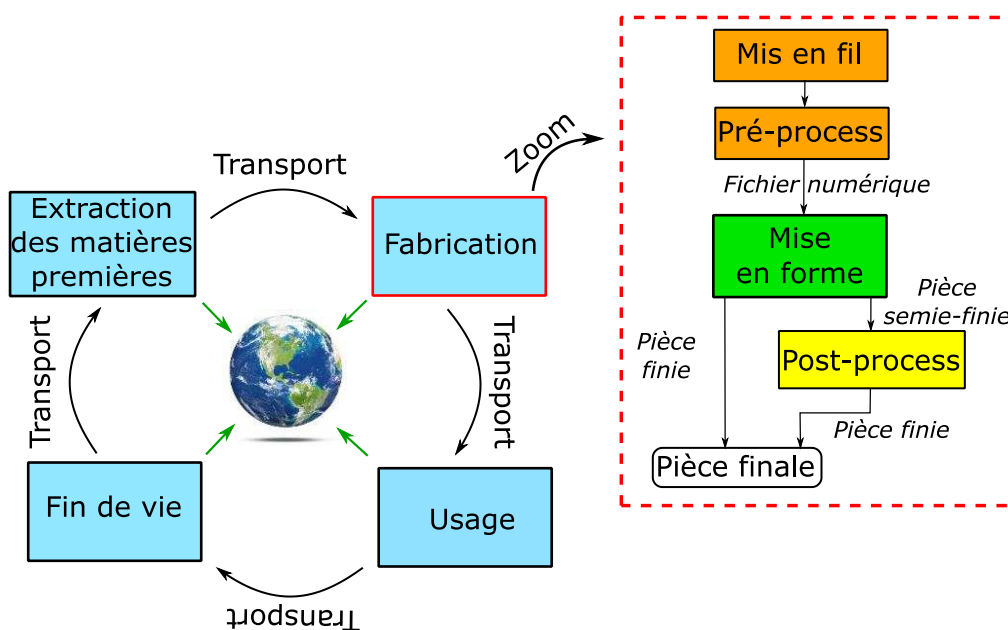 Transport
Extraction
des matières
premières
Fabrication
Transport
Transport
Fin de vie
Usage
Transport
Zoom
Mis en fil
Pré-process
Fichier numérique
Mise
en forme
Pièce
semie-finie
Pièce
finie
Post-process
Pièce finie
Pièce finale